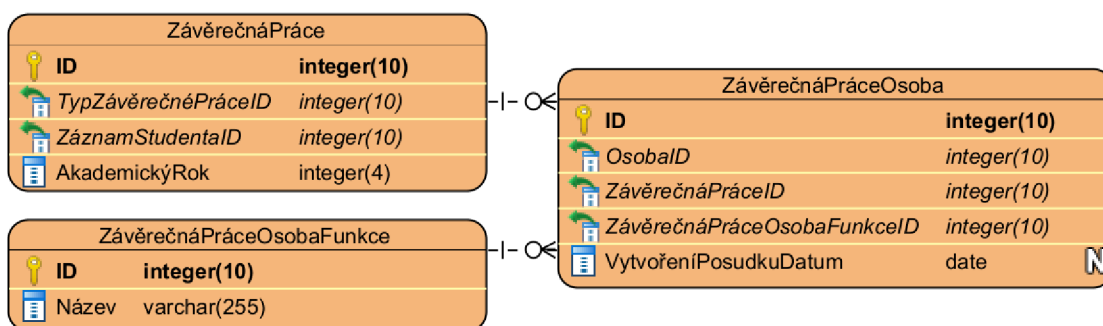 ZávěrečnáPráce
ID integer(10)
TypZávěrečnéPráceID integer(10)
ZáznamStudentaID integer(10)
AkademickýRok integer(4)
ZávěrečnáPráceOsobaFunkce
ID integer(10)
Název varchar(255)
ZávěrečnáPráceOsoba
ID integer(10)
OsobaID integer(10)
ZávěrečnáPráceID integer(10)
ZávěrečnáPráceOsobaFunkceID integer(10)
VytvořeníPosudkuDatum date N